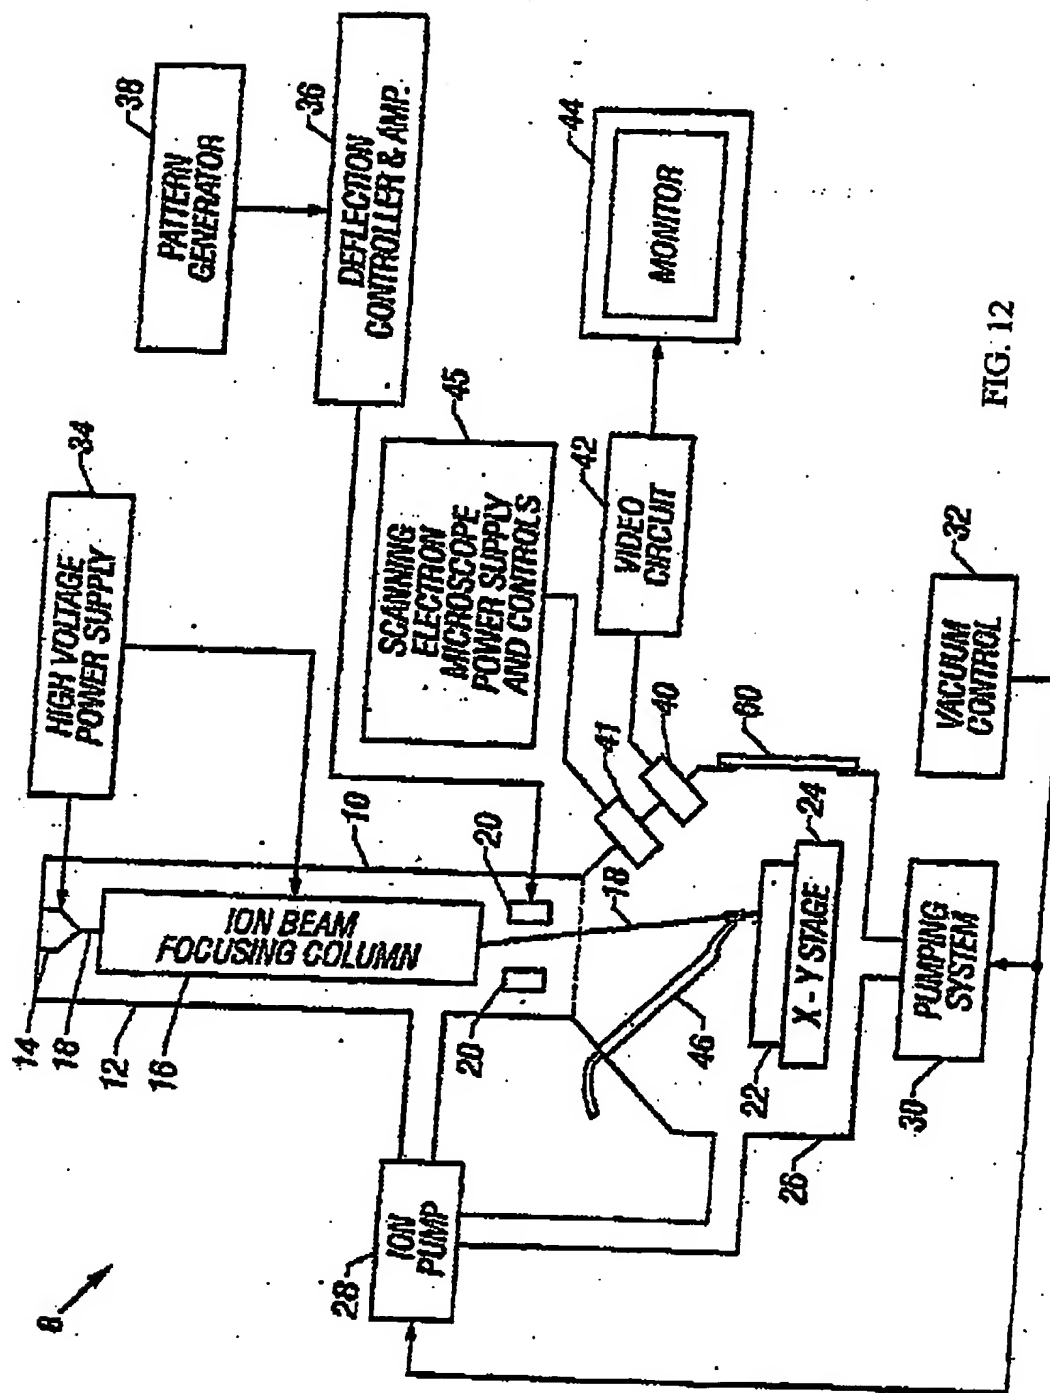 8
38
PATTERN
GENERATOR
36
DEFLECTION
CONTROLLER & AMP.
34
HIGH VOLTAGE
POWER SUPPLY
45
SCANNING
ELECTRON
MICROSCOPE
POWER SUPPLY
AND CONTROLS
44
MONITOR
42
VIDEO
CIRCUIT
32
VACUUM
CONTROL
14
18
12
16
10
ION BEAM
FOCUSING COLUMN
20
20
41
40
60
18
46
22
24
X-Y STAGE
26
28
ION
PUMP
30
PUMPING
SYSTEM
FIG. 12